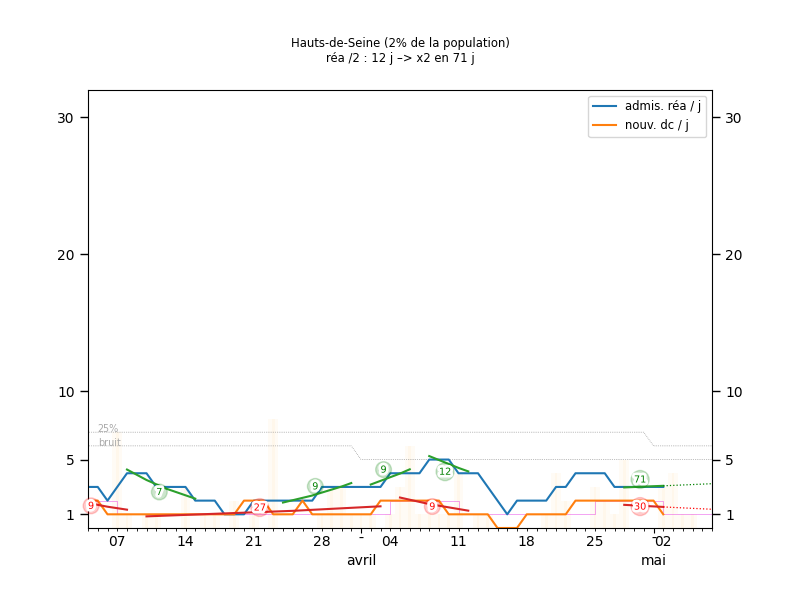 Hauts-de-Seine (2% de la population)
réa /2 : 12 j –> x2 en 71 j
admis. réa / j
nouv. dc / j
30 30
20 20
10 10
25%
bruit
5 5
9 7 27 9 9 9 12 71 30
1 1
07 14 21 28 - 04 11 18 25 - 02
avril mai